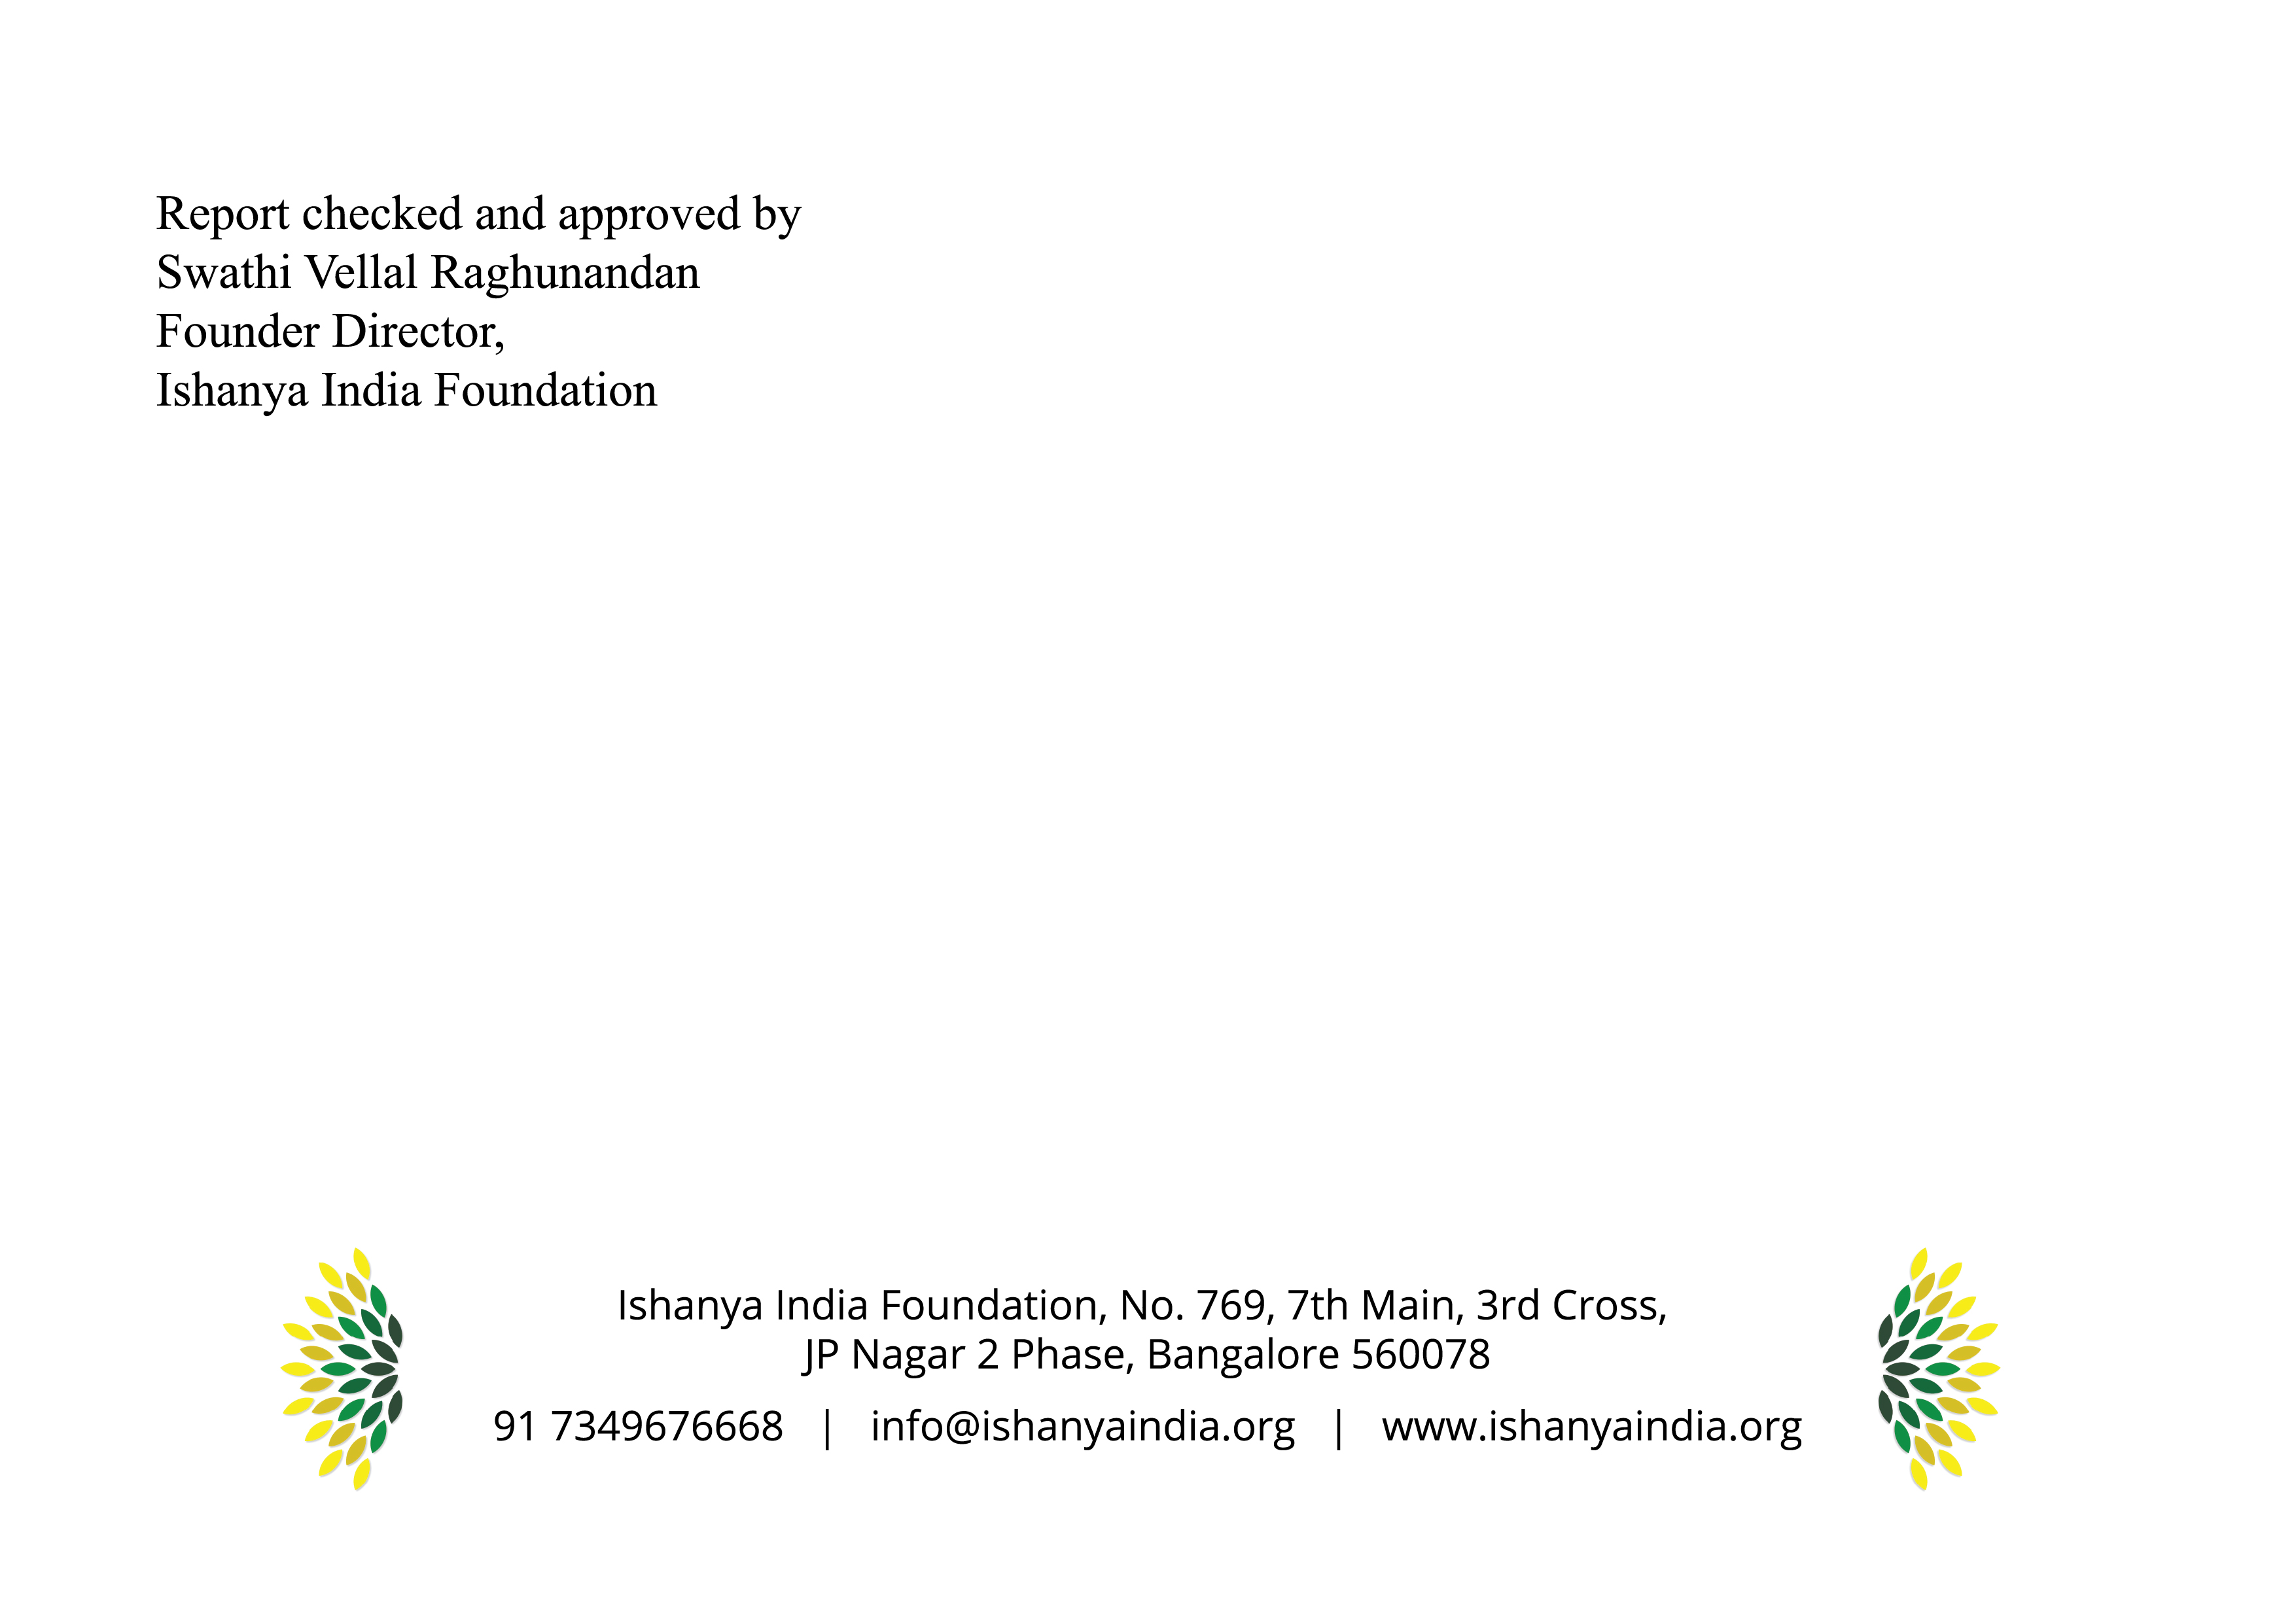 Report checked and approved by
Swathi Vellal Raghunandan
Founder Director,
Ishanya India Foundation
Ishanya India Foundation, No. 769, 7th Main, 3rd Cross,
JP Nagar 2 Phase, Bangalore 560078
91 7349676668 | info@ishanyaindia.org | www.ishanyaindia.org